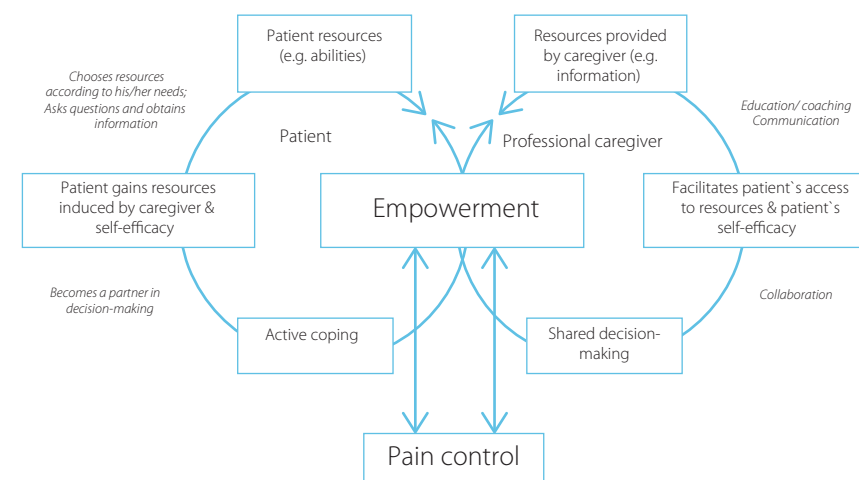 Patient resources
(e.g. abilities)
Resources provided
by caregiver (e.g.
information)
Chooses resources
according to his/her needs;
Asks questions and obtains
information
Education/ coaching
Communication
Patient
Professional caregiver
Patient gains resources
induced by caregiver &
self-efficacy
Empowerment
Facilitates patient`s access
to resources & patient`s
self-efficacy
Becomes a partner in
decision-making
Collaboration
Active coping
Shared decision-
making
Pain control